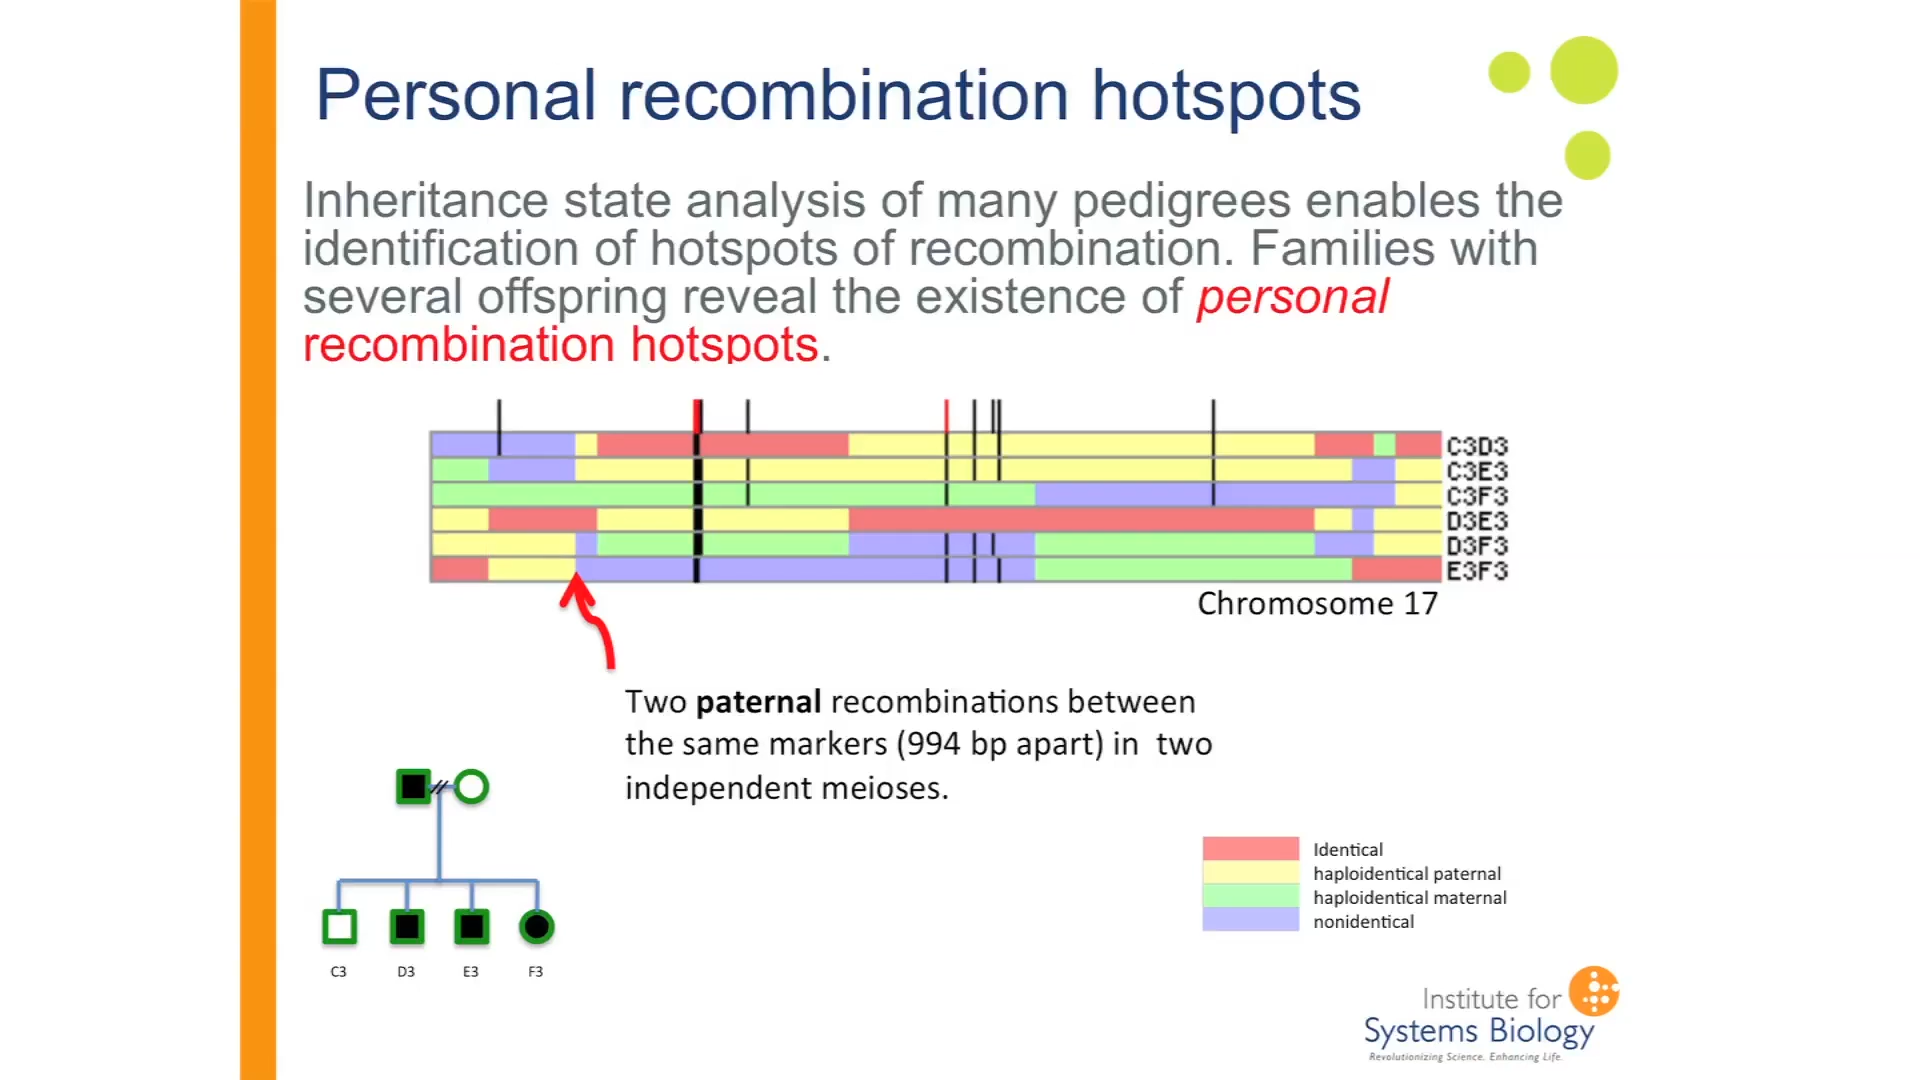 Personal recombination hotspots
Inheritance state analysis of many pedigrees enables the
identification of hotspots of recombination. Families with
several offspring reveal the existence of personal
recombination hotspots.
C3D3
C3E3
C3F3
D3E3
D3F3
E3F3
Chromosome 17
Two paternal recombinations between
the same markers (994 bp apart) in two
independent meioses.
C3 D3 E3 F3
Identical
haploidentical paternal
haploidentical maternal
nonidentical
Institute for
Systems Biology
Revolutionizing Science. Enhancing Life.